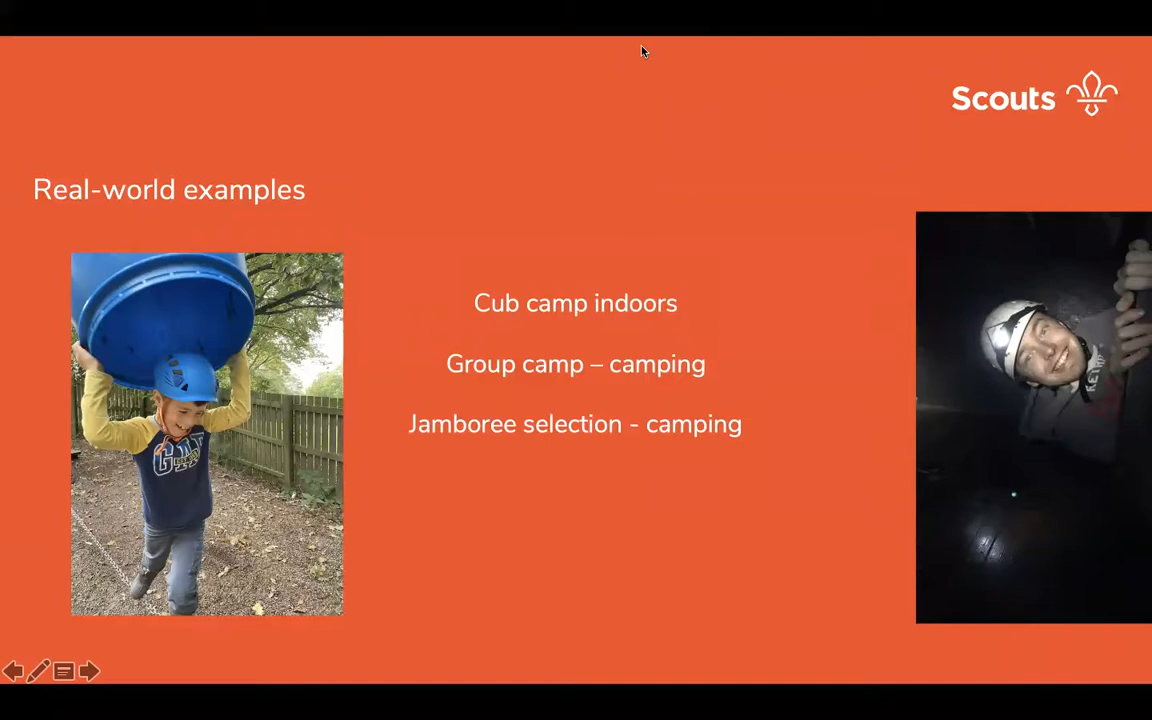 Scouts
Real-world examples
Cub camp indoors
Group camp – camping
Jamboree selection - camping